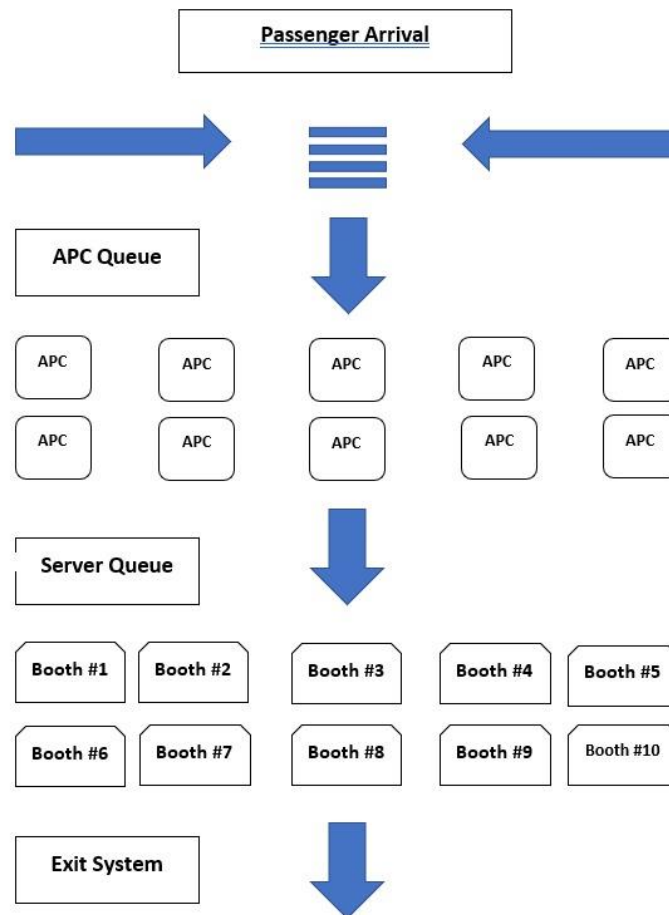 Passenger Arrival
APC Queue
APC APC APC APC APC
APC APC APC APC APC
Server Queue
Booth #1 Booth #2 Booth #3 Booth #4 Booth #5
Booth #6 Booth #7 Booth #8 Booth #9 Booth #10
Exit System